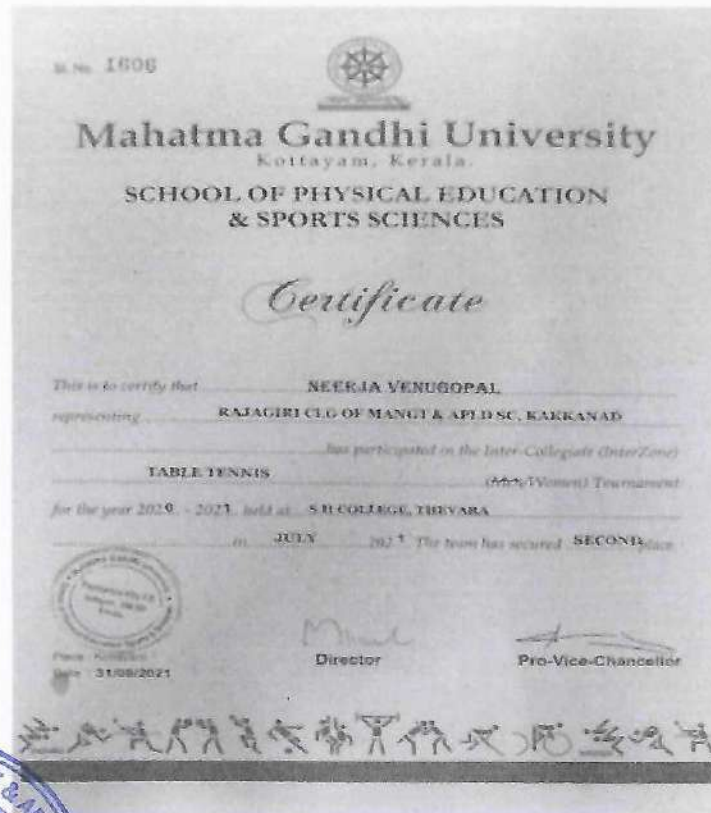 Sl. No. 1606
Mahatma Gandhi University
Kottayam, Kerala.
SCHOOL OF PHYSICAL EDUCATION
& SPORTS SCIENCES
Certificate
This is to certify that NEERJA VENUGOPAL
representing RAJAGIRI CLG OF MANGT & APLD SC, KAKKANAD
has participated in the Inter-Collegiate (InterZone)
TABLE TENNIS (Men/Women) Tournament
for the year 2020 - 2021 held at S H COLLEGE, THEVARA
in JULY 2021 The team has secured SECOND place
Place : Kottayam
Date : 31/08/2021
Director
Pro-Vice-Chancellor